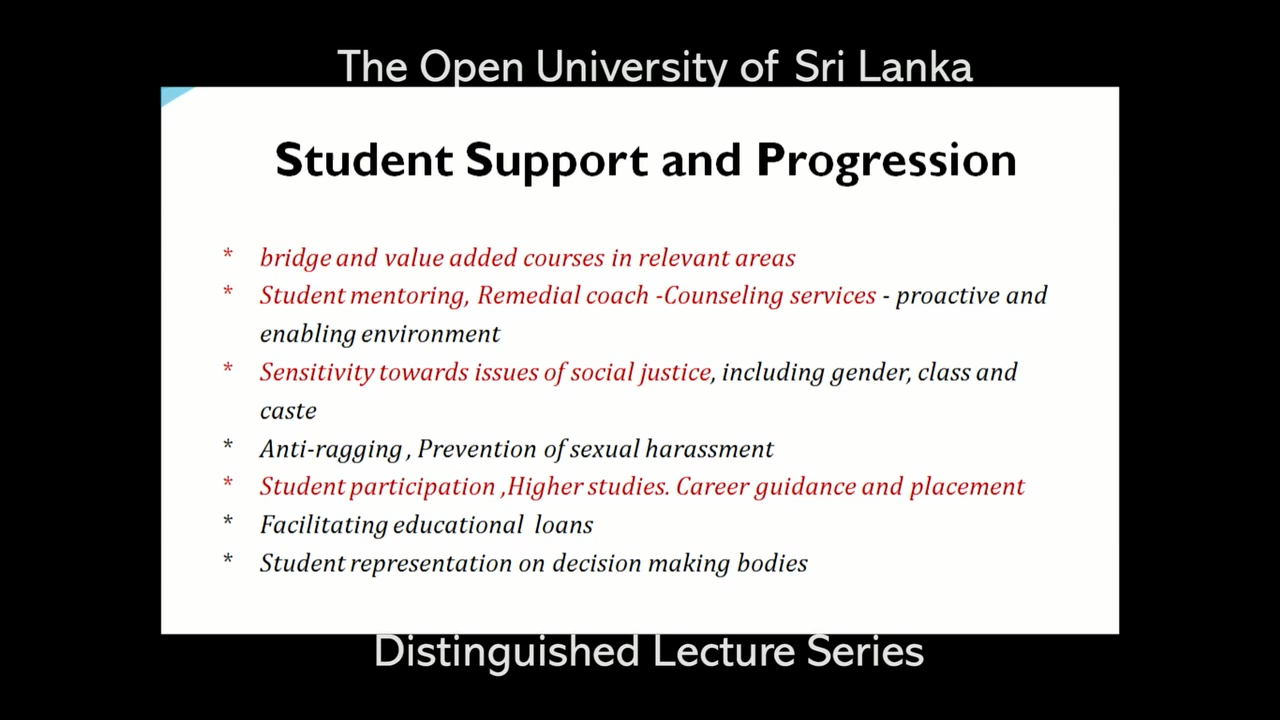 The Open University of Sri Lanka
Student Support and Progression
* bridge and value added courses in relevant areas
* Student mentoring, Remedial coach -Counseling services - proactive and
enabling environment
* Sensitivity towards issues of social justice, including gender, class and
caste
* Anti-ragging , Prevention of sexual harassment
* Student participation ,Higher studies. Career guidance and placement
* Facilitating educational  loans
* Student representation on decision making bodies
Distinguished Lecture Series